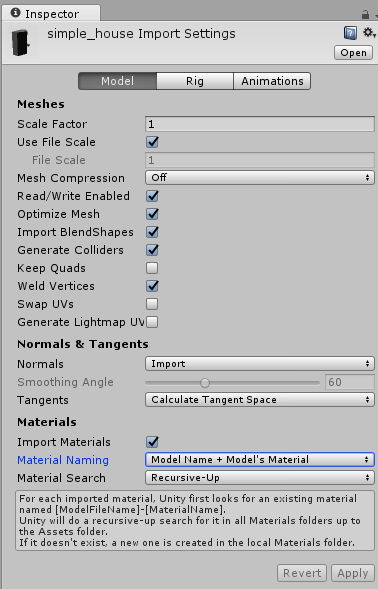 Inspector
simple_house Import Settings
Open
Model Rig Animations
Meshes
Scale Factor 1
Use File Scale
File Scale 1
Mesh Compression Off
Read/Write Enabled
Optimize Mesh
Import BlendShapes
Generate Colliders
Keep Quads
Weld Vertices
Swap UVs
Generate Lightmap UV
Normals & Tangents
Normals Import
Smoothing Angle 60
Tangents Calculate Tangent Space
Materials
Import Materials
Material Naming Model Name + Model's Material
Material Search Recursive-Up
For each imported material, Unity first looks for an existing material
named [ModelFileName]-[MaterialName].
Unity will do a recursive-up search for it in all Materials folders up to
the Assets folder.
If it doesn't exist, a new one is created in the local Materials folder.
Revert Apply